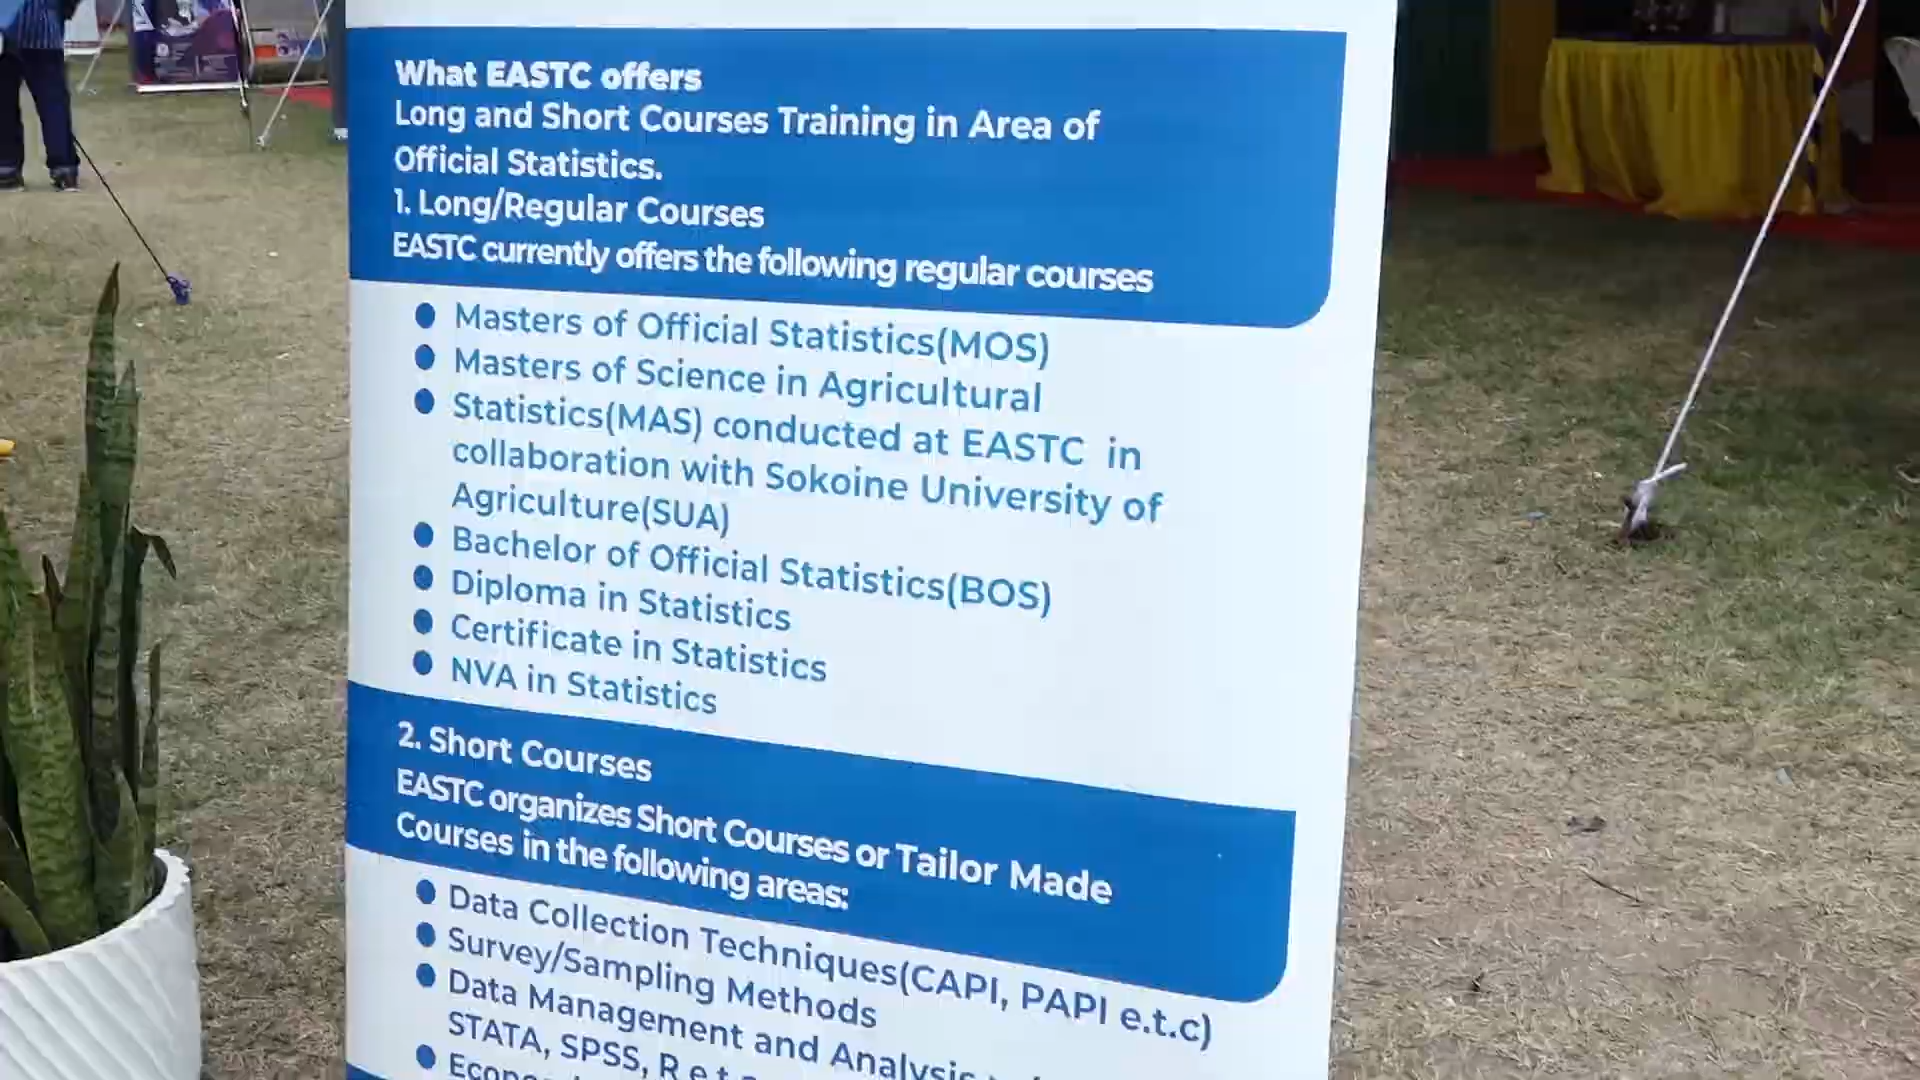 What EASTC offers
Long and Short Courses Training in Area of
Official Statistics.
1. Long/Regular Courses
EASTC currently offers the following regular courses
Masters of Official Statistics(MOS)
Masters of Science in Agricultural
Statistics(MAS) conducted at EASTC in
collaboration with Sokoine University of
Agriculture(SUA)
Bachelor of Official Statistics(BOS)
Diploma in Statistics
Certificate in Statistics
NVA in Statistics
2. Short Courses
EASTC organizes Short Courses or Tailor Made
Courses in the following areas:
Data Collection Techniques(CAPI, PAPI e.t.c)
Survey/Sampling Methods
Data Management and Analysis
STATA, SPSS, R